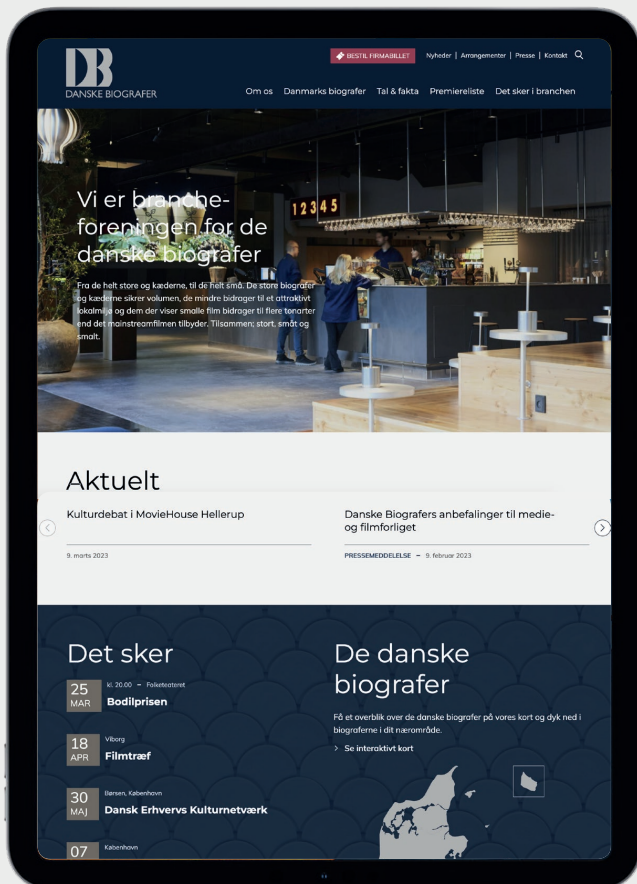 DB
DANSKE BIOGRAFER
BESTIL FIRMABILLET
Nyheder | Arrangementer | Presse | Kontakt
Om os Danmarks biografer Tal & fakta Premiereliste Det sker i branchen
12345
Vi er branche-
foreningen for de
danske biografer
Fra de helt store og kæderne, til de helt små. De store biografer
og kæderne sikrer volumen, de mindre bidrager til et attraktivt
lokalmiljø og dem der viser smalle film bidrager til flere tonarter
end det mainstreamfilmen tilbyder. Tilsammen; stort, småt og
smalt.
Aktuelt
Kulturdebat i MovieHouse Hellerup
9. marts 2023
Danske Biografers anbefalinger til medie-
og filmforliget
PRESSEMEDDELELSE – 9. februar 2023
Det sker
25
MAR
kl. 20.00 – Folketeateret
Bodilprisen
18
APR
Viborg
Filmtræf
30
MAJ
Børsen, København
Dansk Erhvervs Kulturnetværk
07
København
De danske
biografer
Få et overblik over de danske biografer på vores kort og dyk ned i
biograferne i dit nærområde.
> Se interaktivt kort